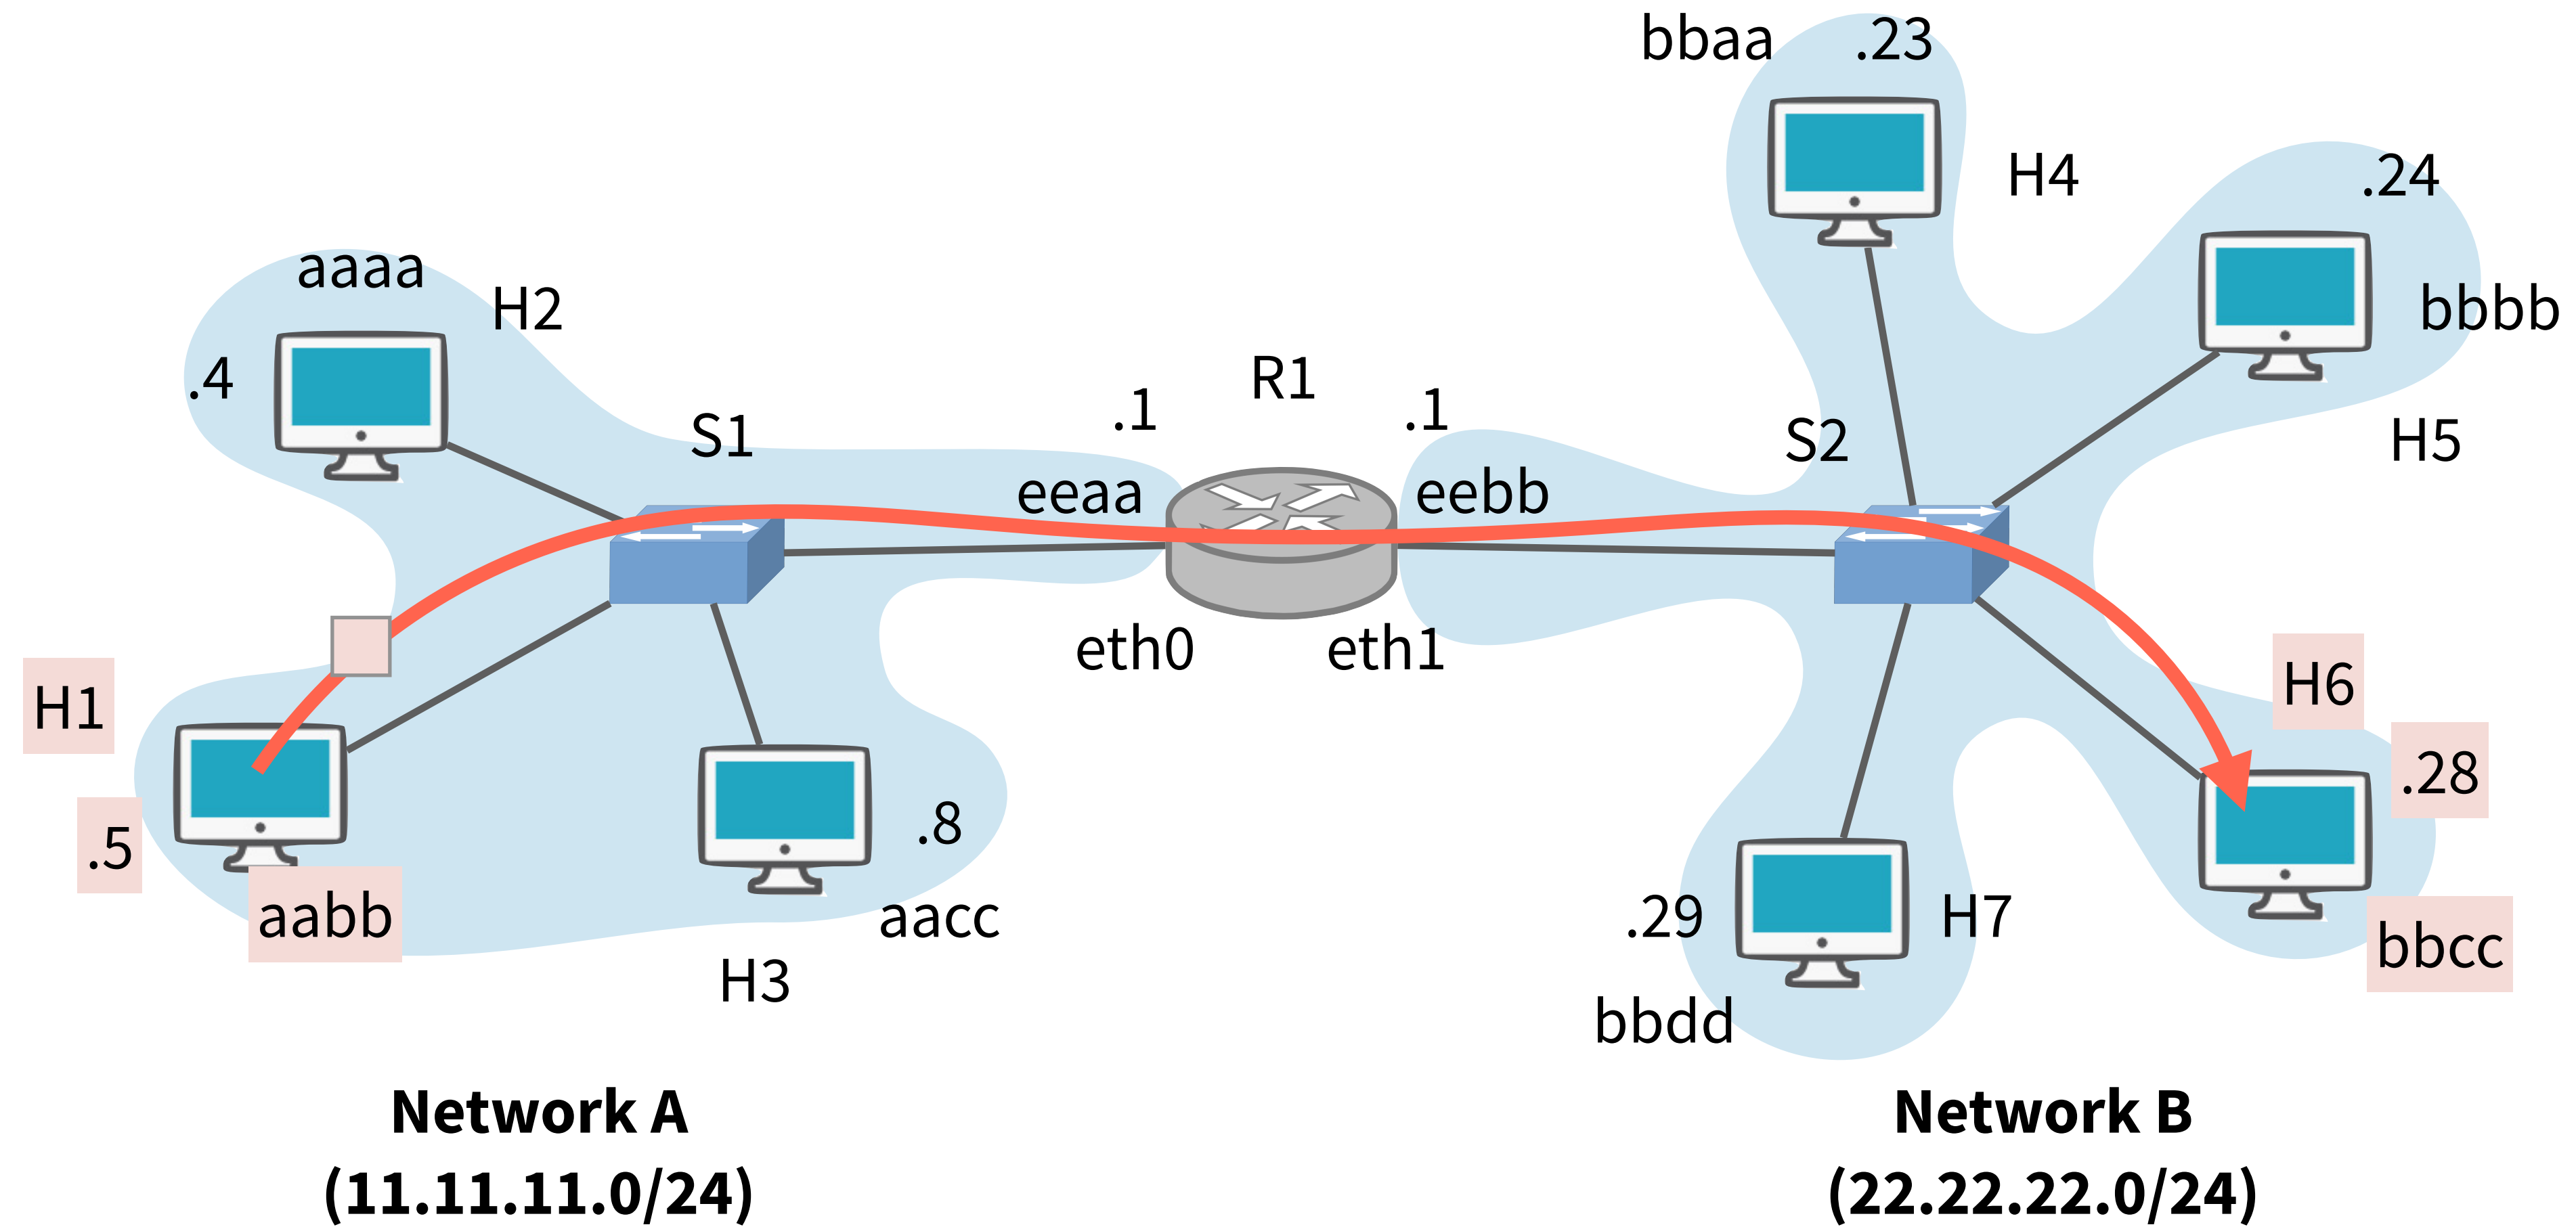 bbaa
.23
H4
.24
bbbb
H5
aaaa
H2
.4
S1
.1
R1
.1
S2
eeaa
eebb
eth0
eth1
H1
.5
aabb
.8
aacc
H3
H6
.28
bbcc
.29
H7
bbdd
Network A
(11.11.11.0/24)
Network B
(22.22.22.0/24)